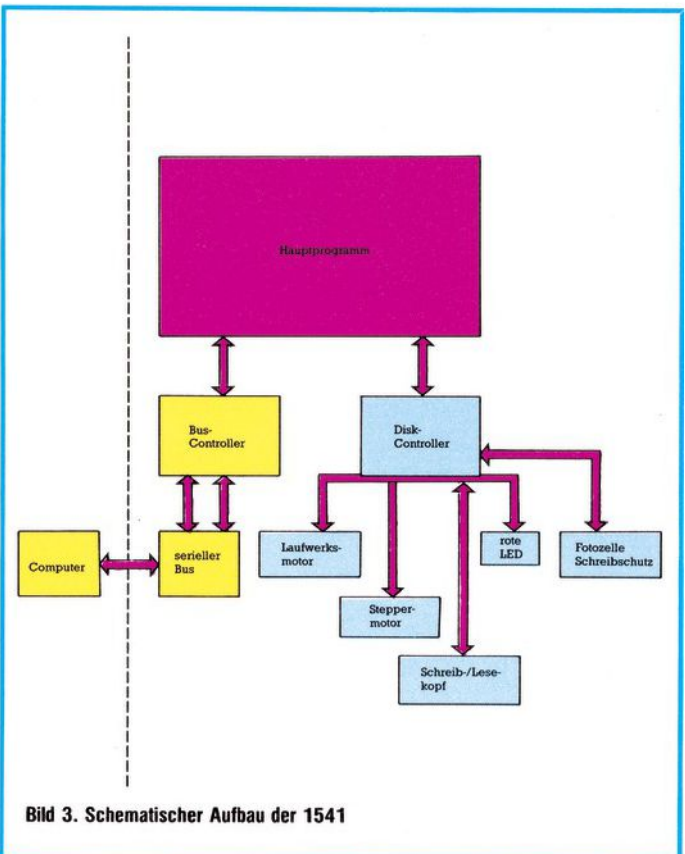 Hauptprogramm
Bus-
Controller
Disk-
Controller
Computer
serieller
Bus
Laufwerks-
motor
rote
LED
Fotozelle
Schreibschutz
Stepper-
motor
Schreib-/Lese-
kopf
Bild 3. Schematischer Aufbau der 1541